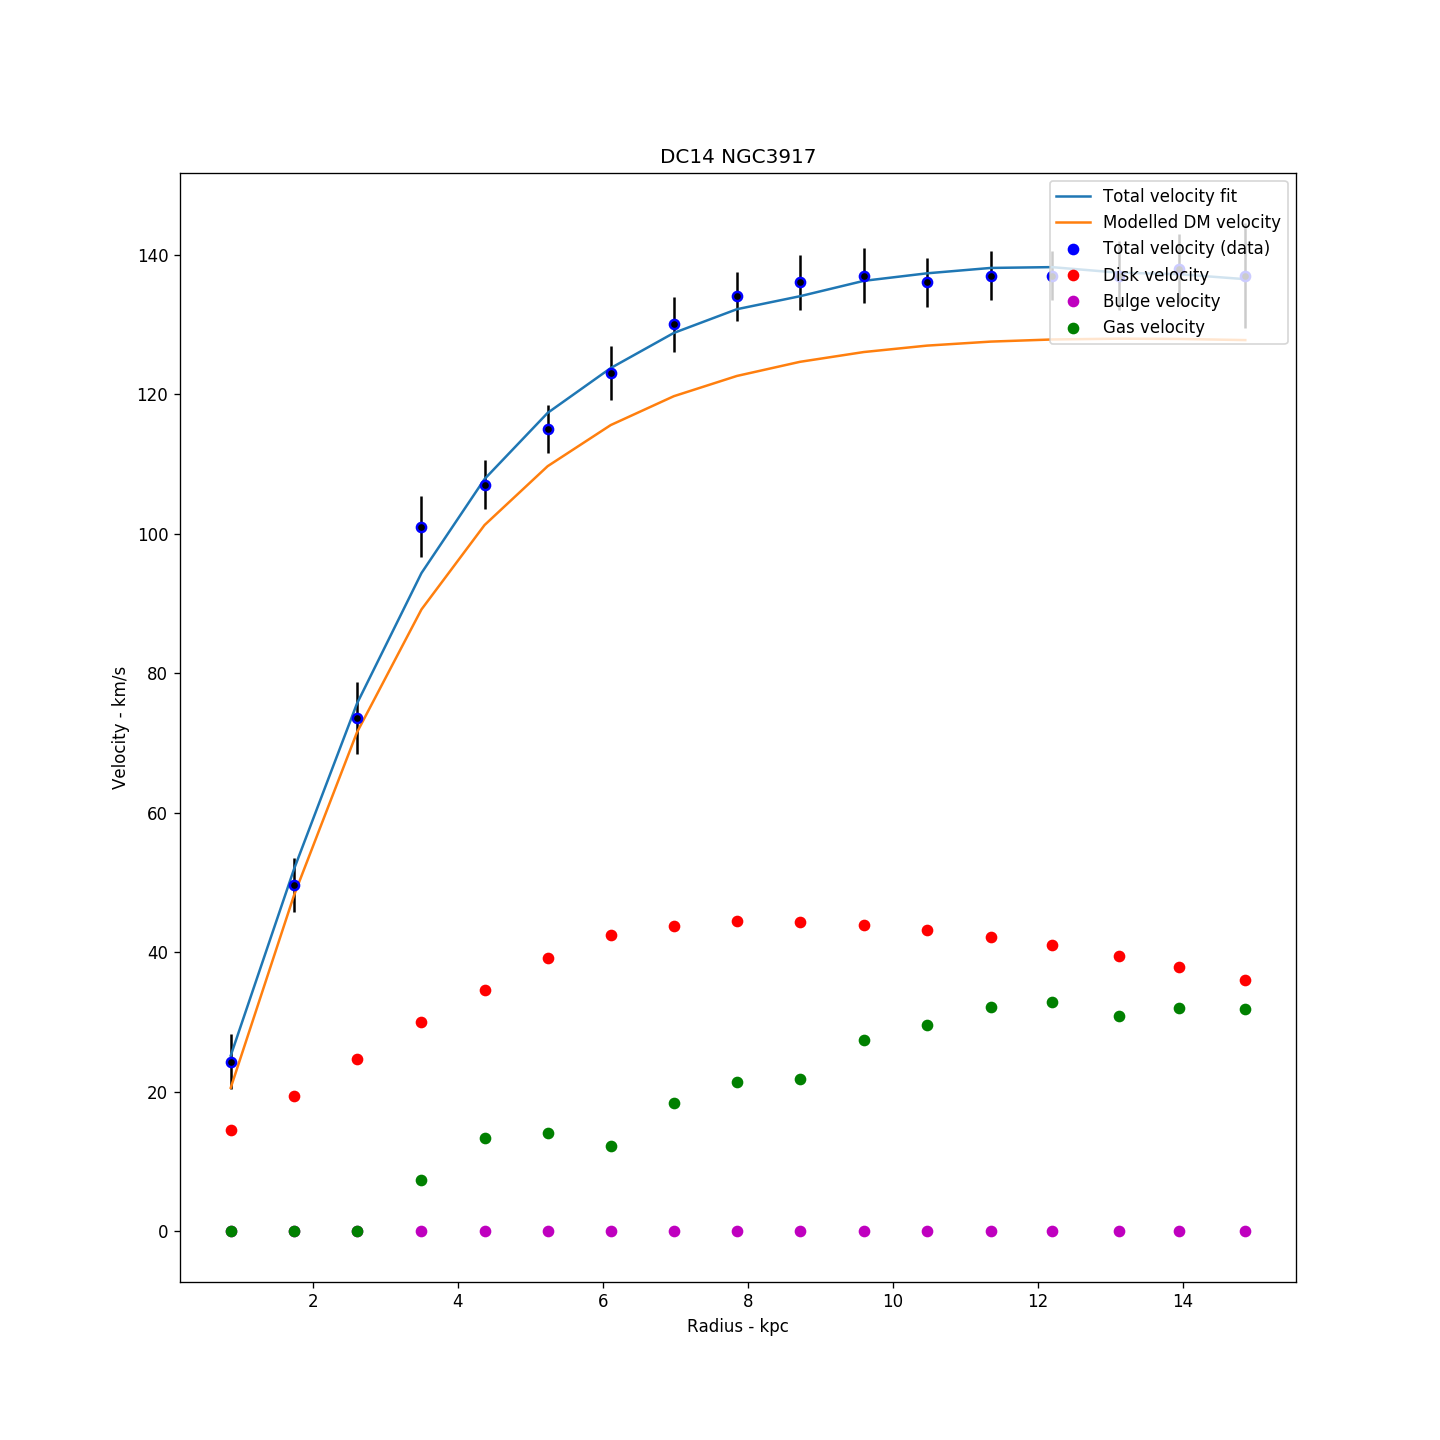 DC14 NGC3917
Total velocity fit
Modelled DM velocity
Total velocity (data)
Disk velocity
Bulge velocity
Gas velocity
140
120
100
80
60
40
20
0
Velocity - km/s
2 4 6 8 10 12 14
Radius - kpc